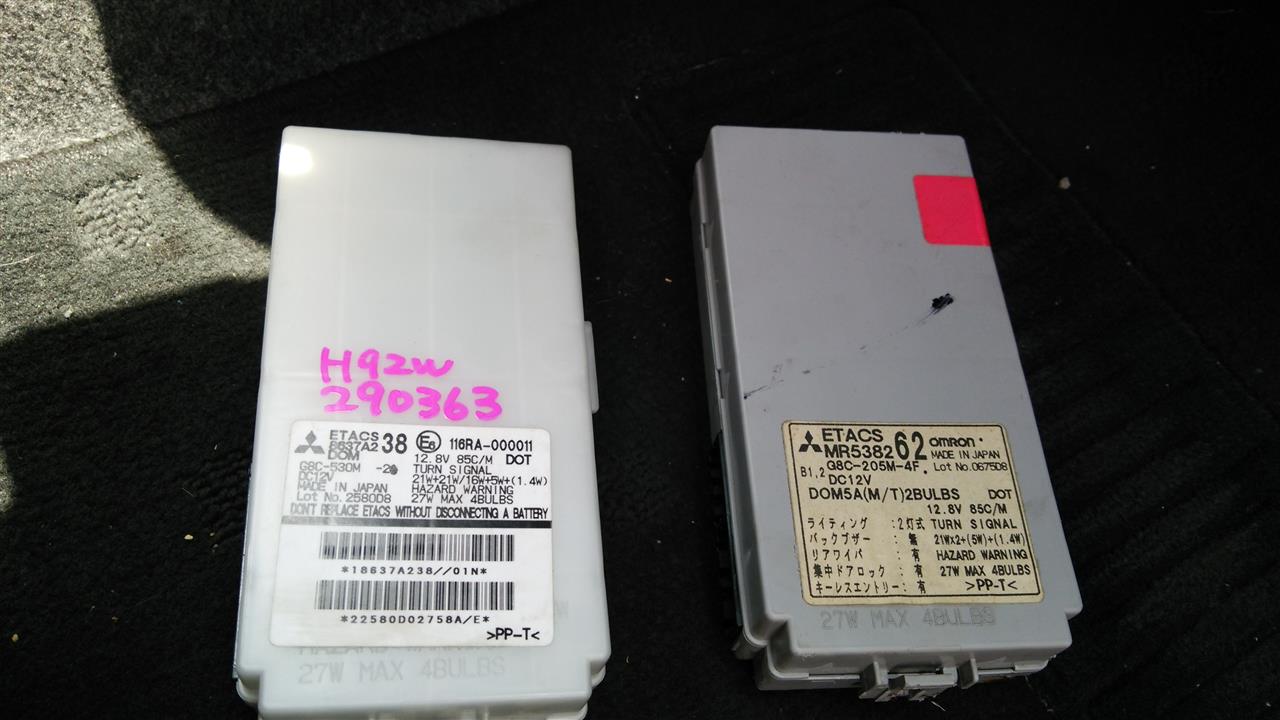 H92W
290363
ETACS
8637A2 38
DOM
E6 116RA-000011
G8C-530M
12.8V 85C/M DOT
DC12V
TURN SIGNAL
MADE IN JAPAN
21W+21W/16W+5W+(1.4W)
Lot No. 2580D8
HAZARD WARNING
27W MAX 4BULBS
DON'T REPLACE ETACS WITHOUT DISCONNECTING A BATTERY
*18637A238//01N*
*22580D02758A/E*
>PP-T<
27W MAX 4BULBS
ETACS
MR5382 62 omron
MADE IN JAPAN
B1,2 G8C-205M-4F Lot No.0675D8
DC12V
DOM5A(M/T)2BULBS DOT
12.8V 85C/M
ライティング :2灯式 TURN SIGNAL
バックブザー : 無 21W×2+(5W)+(1.4W)
リアワイパ : 有 HAZARD WARNING
集中ドアロック : 有 27W MAX 4BULBS
キーレスエントリー: 有 >PP-T<
27W MAX 4BULBS